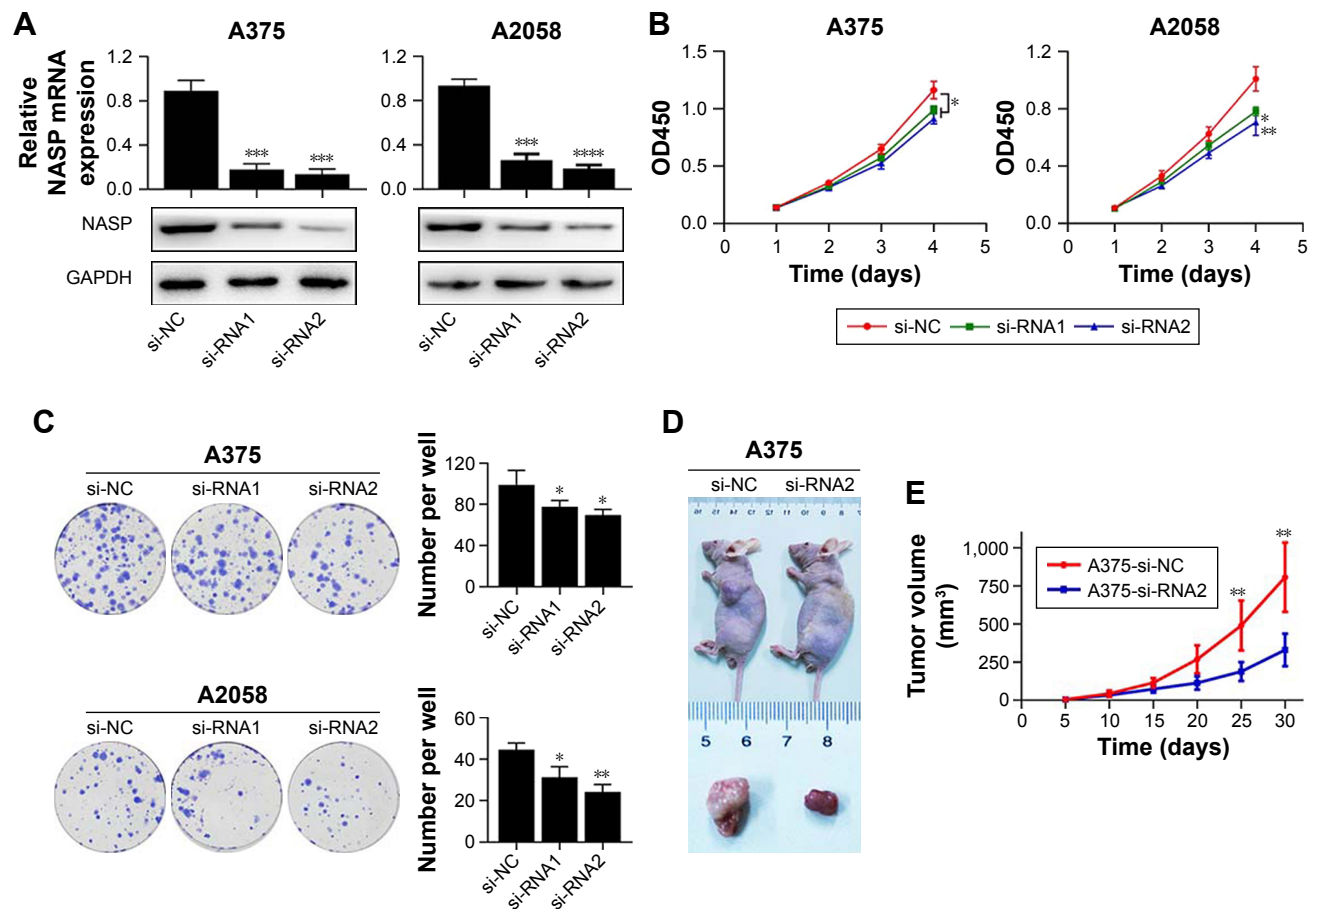 A
A375
A2058
Relative
NASP mRNA
expression
1.2
0.8
0.4
0.0
***
***
1.2
0.8
0.4
0.0
***
****
NASP
GAPDH
si-NC
si-RNA1
si-RNA2
si-NC
si-RNA1
si-RNA2
B
A375
OD450
1.5
1.0
0.5
0.0
*
0 1 2 3 4 5
Time (days)
A2058
OD450
1.2
0.8
0.4
0.0
*
**
0 1 2 3 4 5
Time (days)
si-NC si-RNA1 si-RNA2
C
A375
si-NC si-RNA1 si-RNA2
Number per well
120
80
40
0
*
*
si-NC
si-RNA1
si-RNA2
A2058
si-NC si-RNA1 si-RNA2
Number per well
60
40
20
0
*
**
si-NC
si-RNA1
si-RNA2
D
A375
si-NC si-RNA2
5 6 7 8
E
Tumor volume
(mm³)
1,000
750
500
250
0
A375-si-NC
A375-si-RNA2
**
**
0 5 10 15 20 25 30
Time (days)